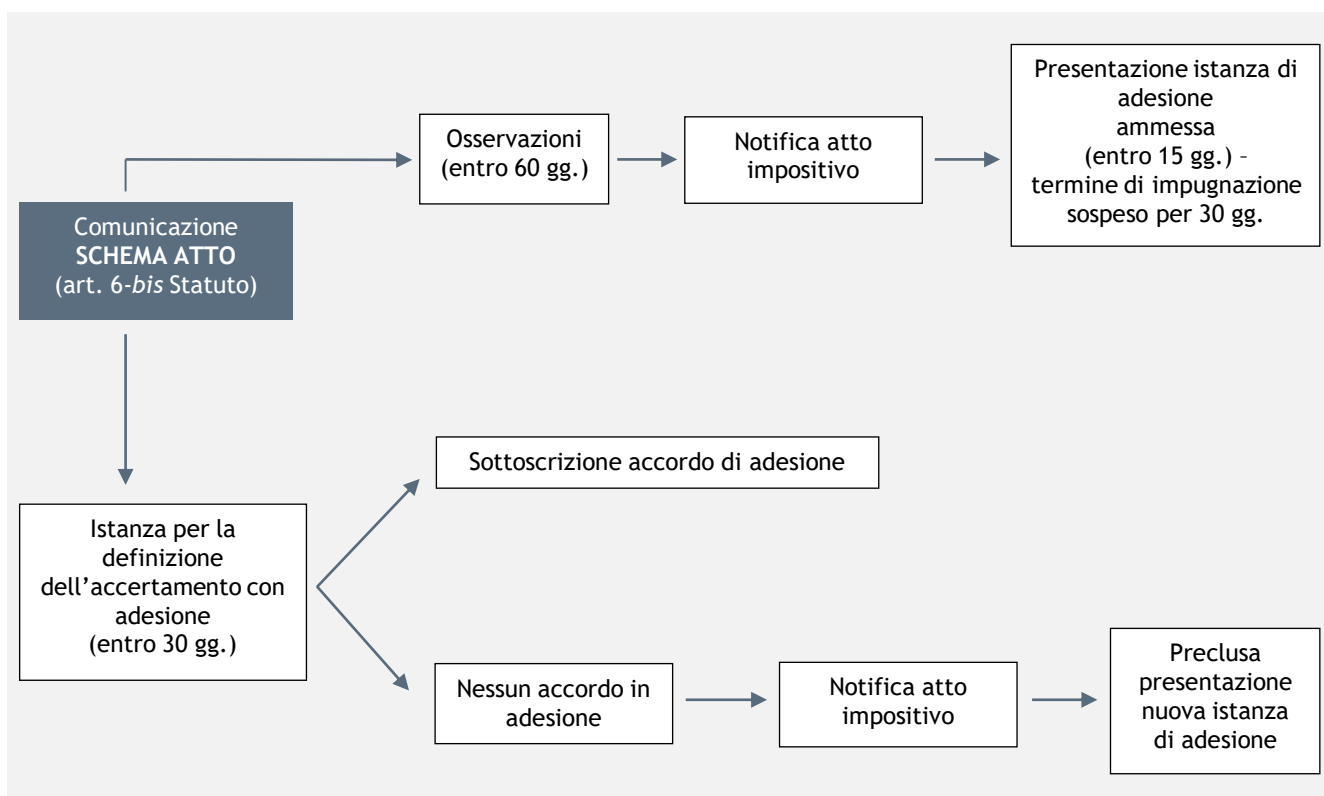 Comunicazione
SCHEMA ATTO
(art. 6-bis Statuto)
Osservazioni
(entro 60 gg.)
Notifica atto
impositivo
Presentazione istanza di
adesione
ammessa
(entro 15 gg.) –
termine di impugnazione
sospeso per 30 gg.
Istanza per la
definizione
dell’accertamento con
adesione
(entro 30 gg.)
Sottoscrizione accordo di adesione
Nessun accordo in
adesione
Notifica atto
impositivo
Preclusa
presentazione
nuova istanza
di adesione